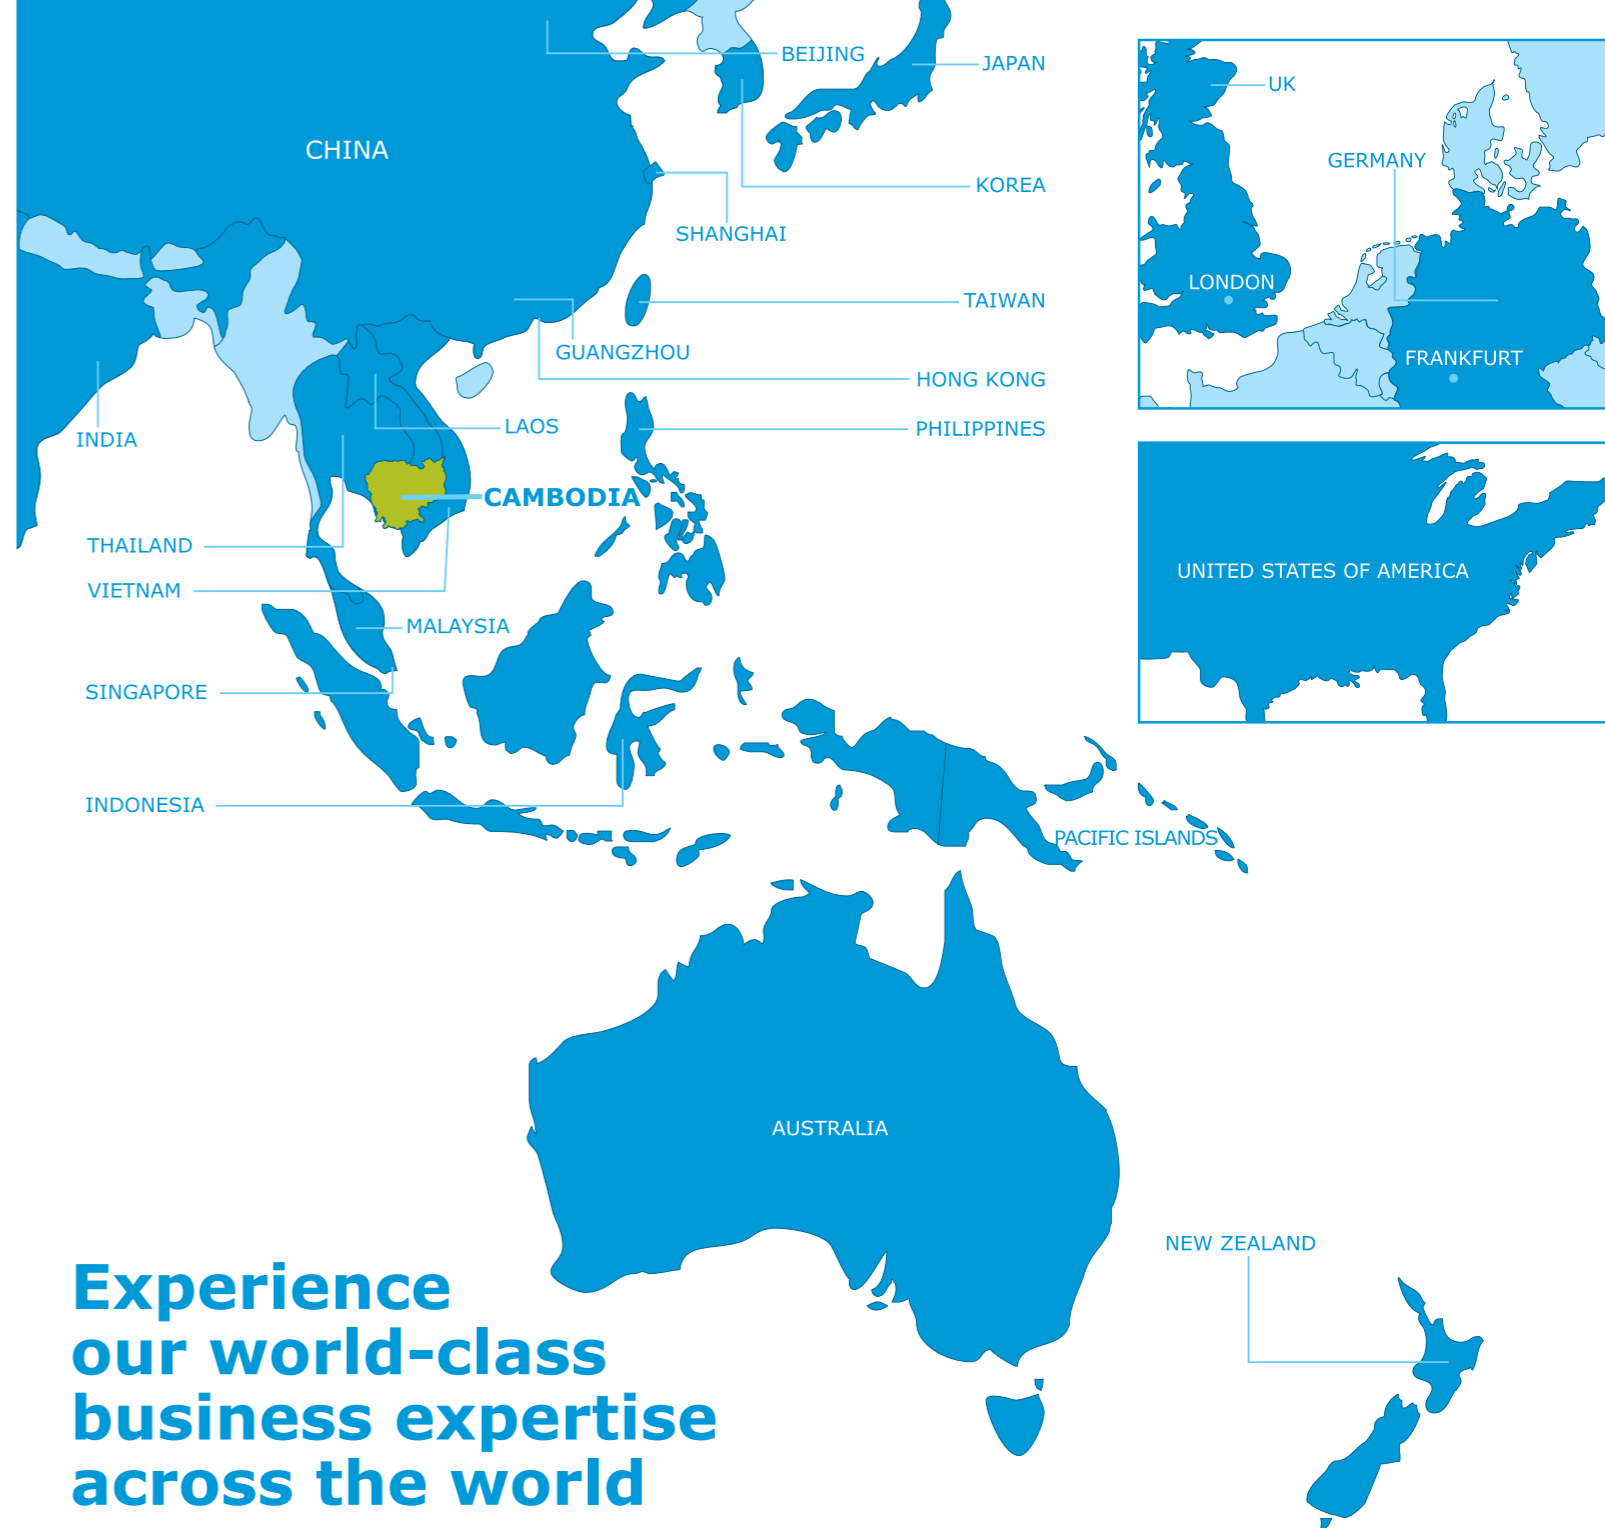 BEIJING
JAPAN
UK
CHINA
GERMANY
KOREA
SHANGHAI
LONDON
TAIWAN
GUANGZHOU
FRANKFURT
HONG KONG
INDIA
LAOS
PHILIPPINES
CAMBODIA
THAILAND
UNITED STATES OF AMERICA
VIETNAM
MALAYSIA
SINGAPORE
INDONESIA
PACIFIC ISLANDS
AUSTRALIA
NEW ZEALAND
Experience
our world-class
business expertise
across the world